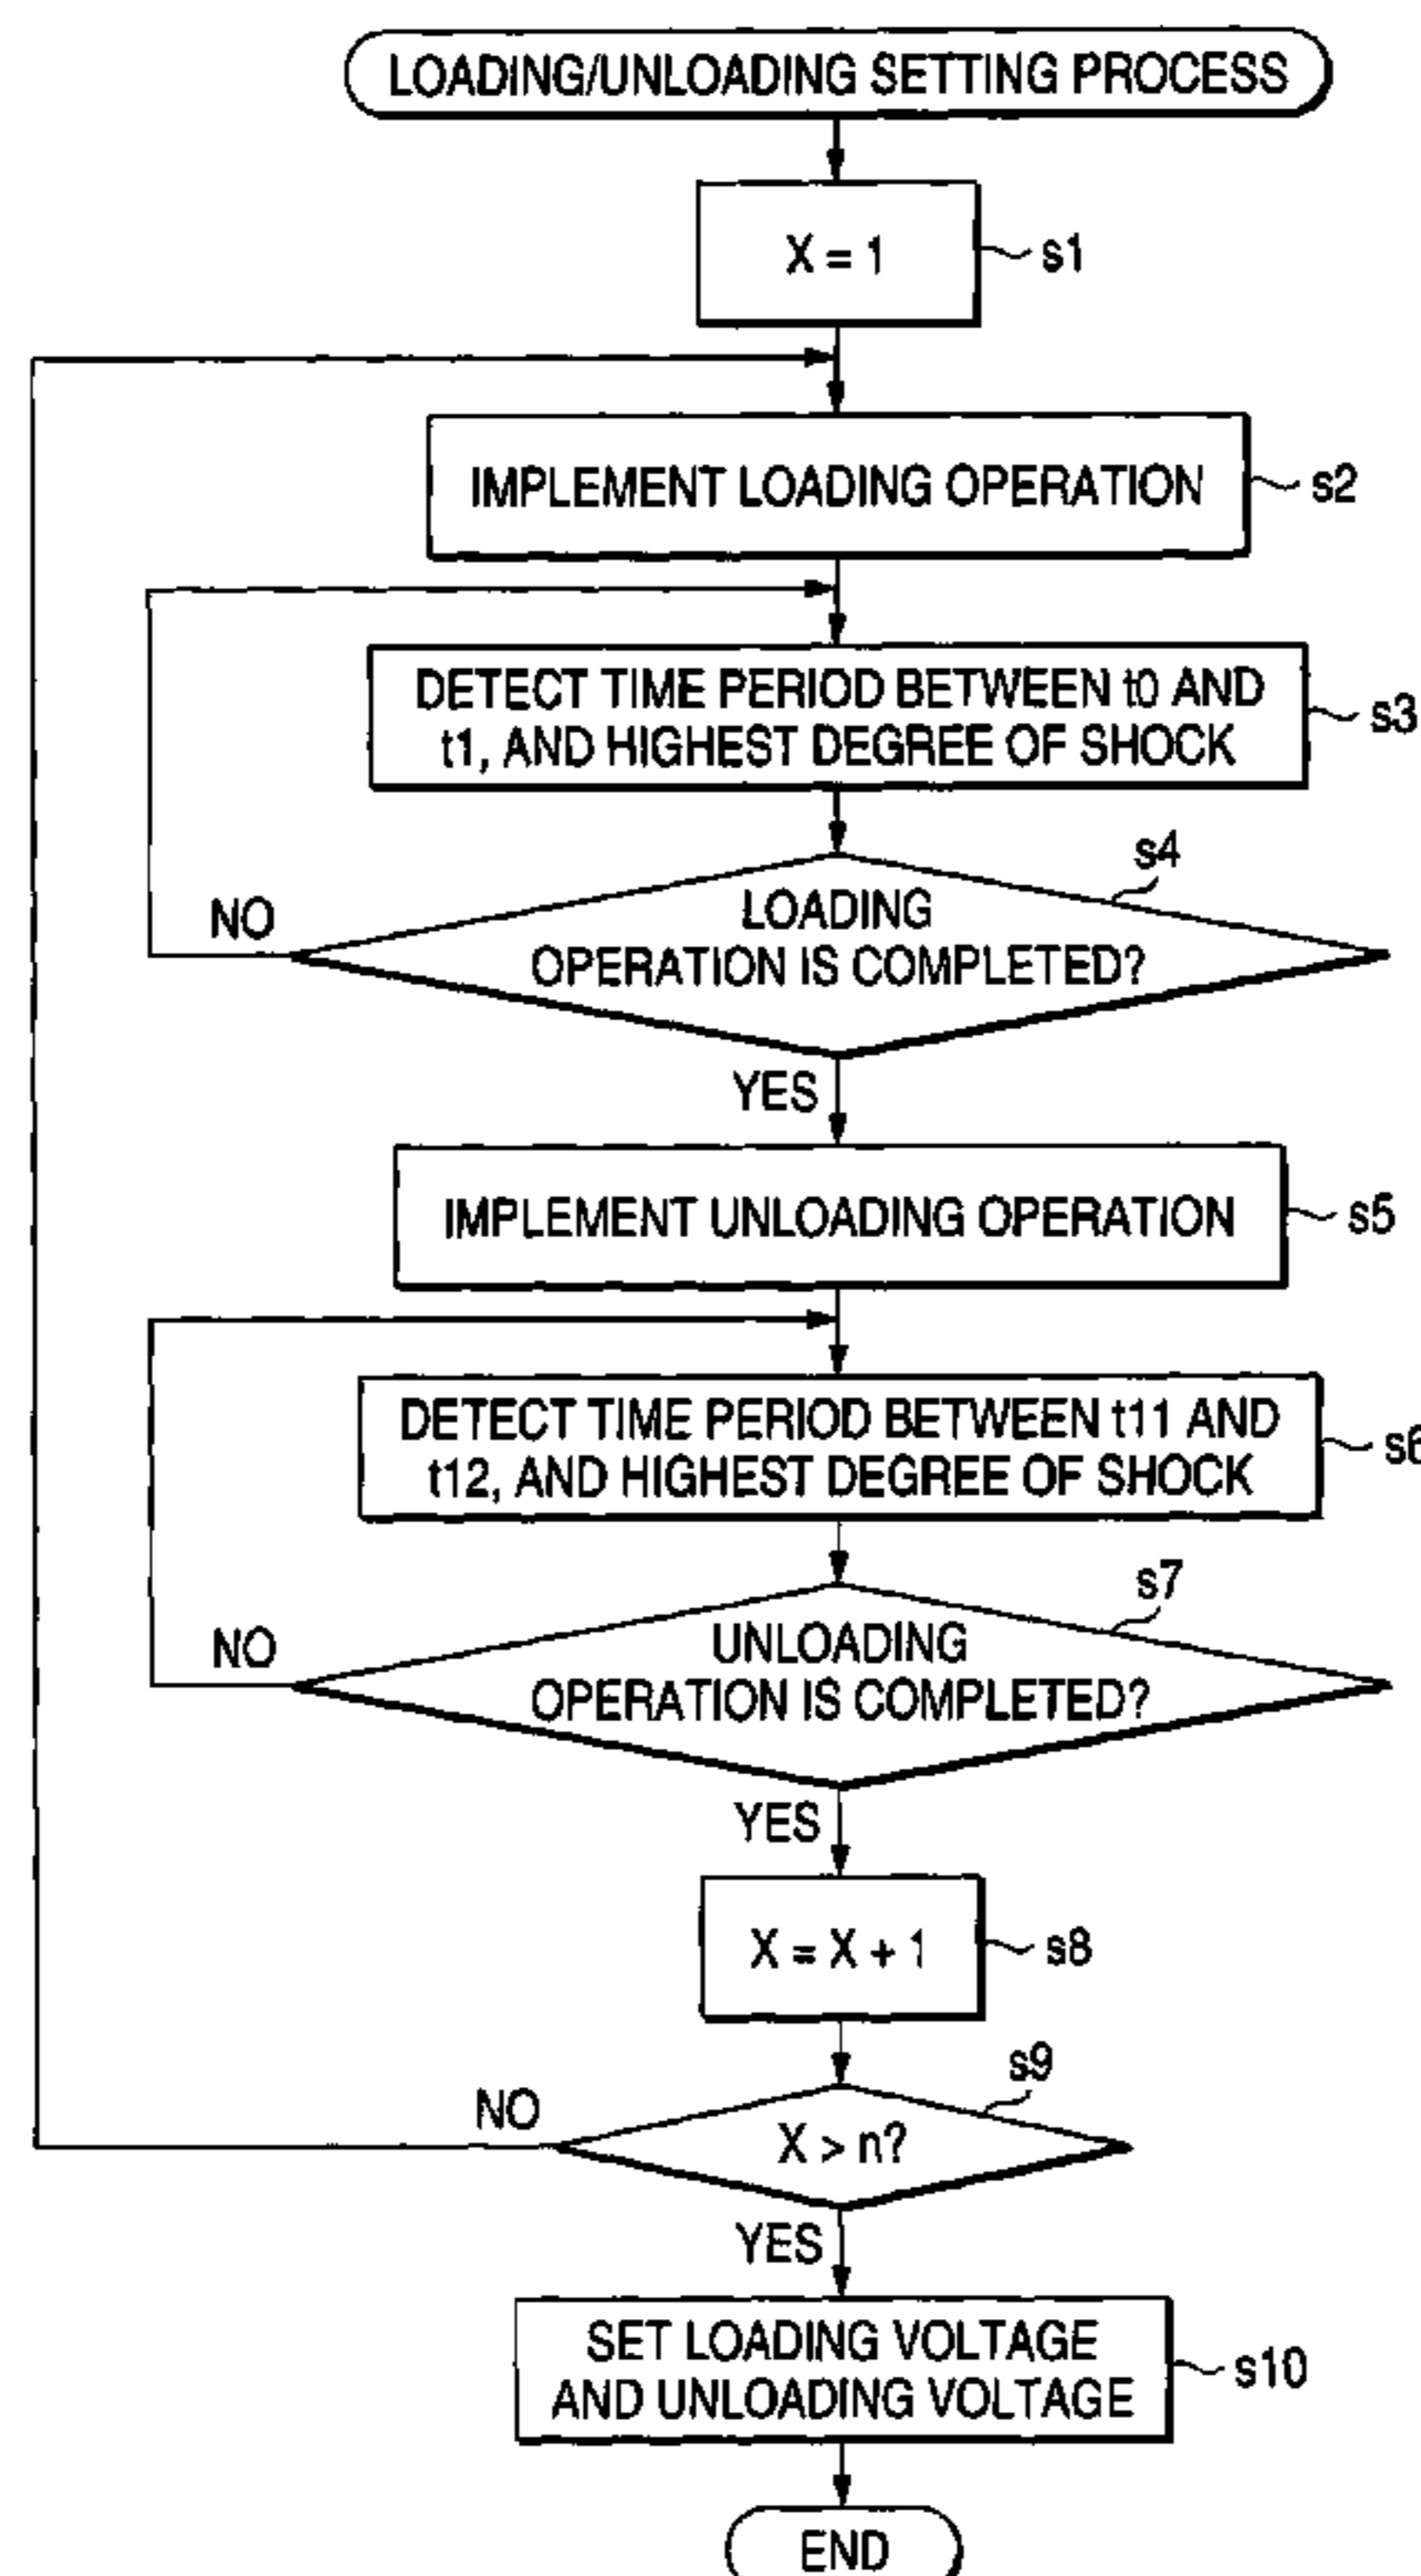 LOADING/UNLOADING SETTING PROCESS
X = 1
s1
IMPLEMENT LOADING OPERATION
s2
DETECT TIME PERIOD BETWEEN t0 AND
t1, AND HIGHEST DEGREE OF SHOCK
s3
s4
LOADING
OPERATION IS COMPLETED?
NO
YES
IMPLEMENT UNLOADING OPERATION
s5
DETECT TIME PERIOD BETWEEN t11 AND
t12, AND HIGHEST DEGREE OF SHOCK
s6
s7
UNLOADING
OPERATION IS COMPLETED?
NO
YES
X = X + 1
s8
s9
NO
X > n?
YES
SET LOADING VOLTAGE
AND UNLOADING VOLTAGE
s10
END